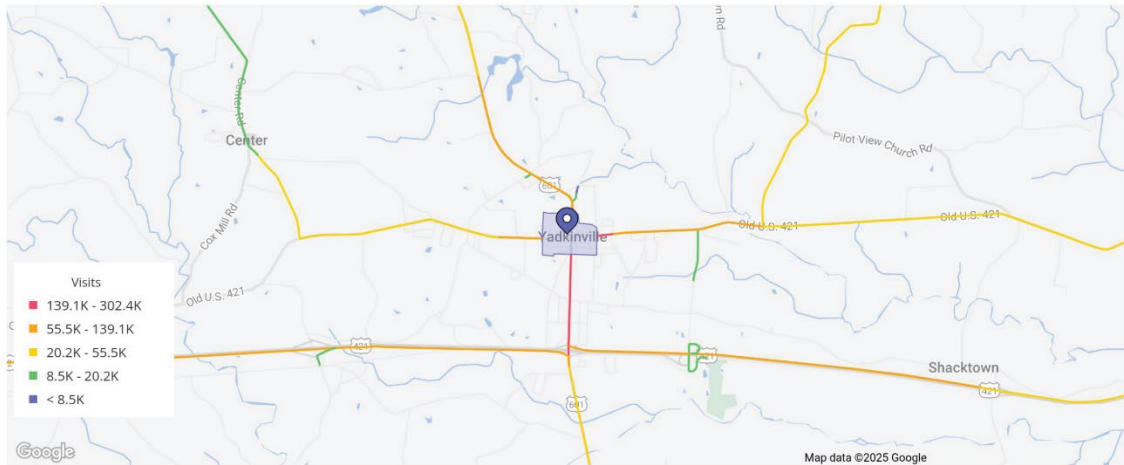 Center Rd
Center
Cox Mill Rd
Old U.S. 421
601
Yadkinville
Pilot View Church Rd
Old U.S. 421
Old U.S. 421
Visits
139.1K - 302.4K
55.5K - 139.1K
20.2K - 55.5K
8.5K - 20.2K
< 8.5K
421
421
Shacktown
421
601
Google
Map data ©2025 Google